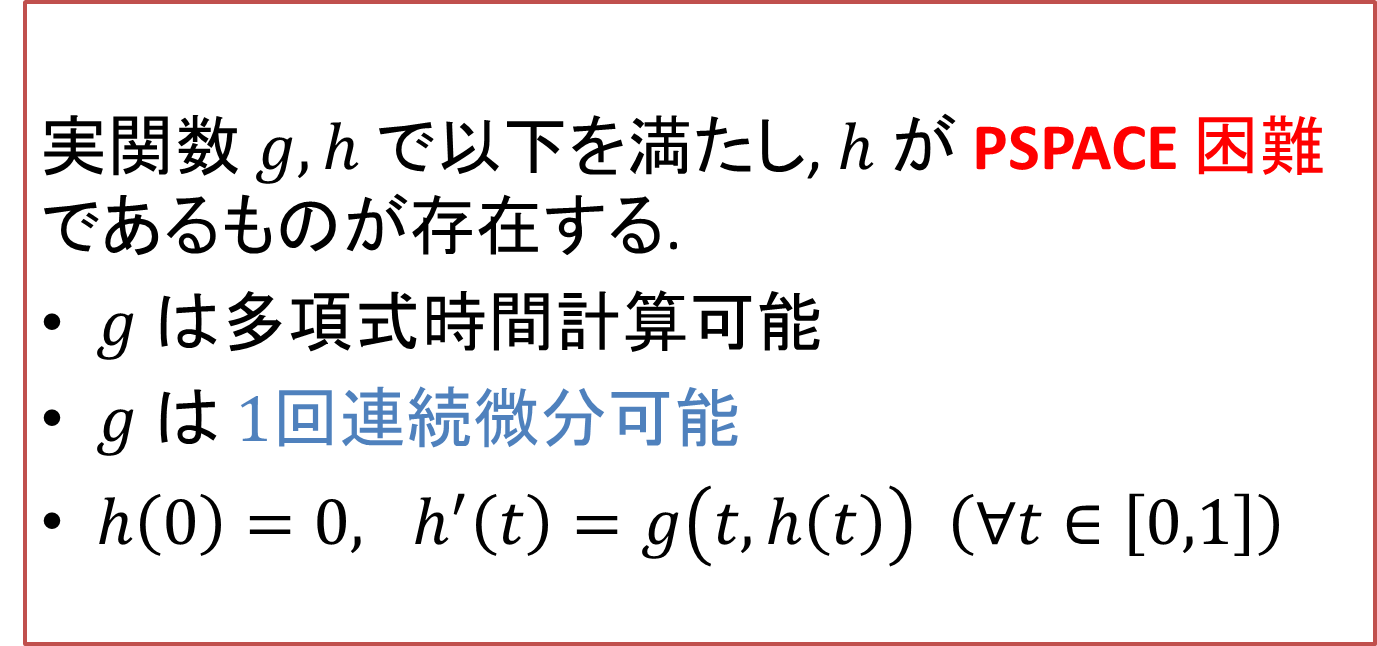 実関数 g, h で以下を満たし, h が PSPACE 困難
であるものが存在する.
• g は多項式時間計算可能
• g は 1回連続微分可能
• h(0) = 0, h′(t) = g(t, h(t)) (∀t ∈ [0,1])